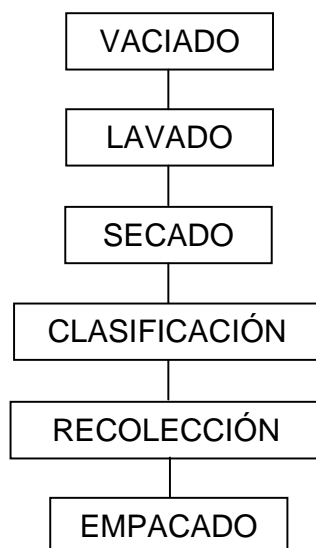 VACIADO
LAVADO
SECADO
CLASIFICACIÓN
RECOLECCIÓN
EMPACADO